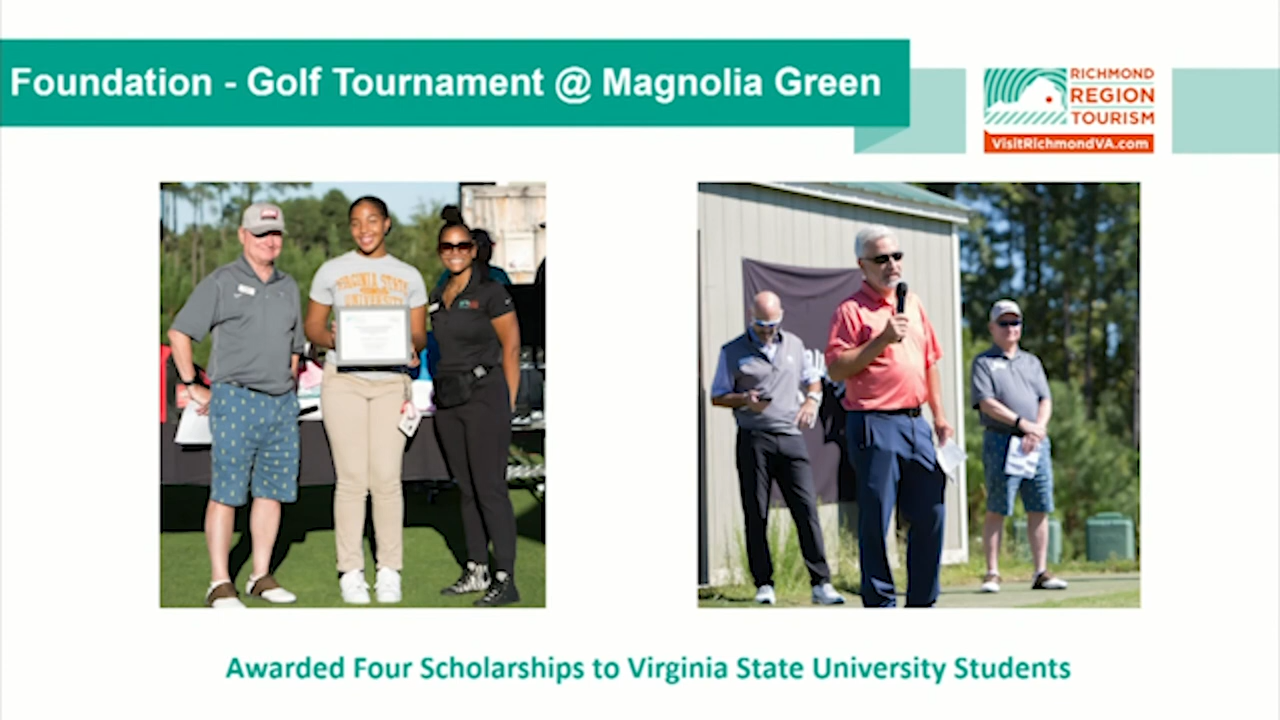 Foundation - Golf Tournament @ Magnolia Green
RICHMOND
REGION
TOURISM
VisitRichmondVA.com
VIRGINIA STATE
UNIVERSITY
Awarded Four Scholarships to Virginia State University Students